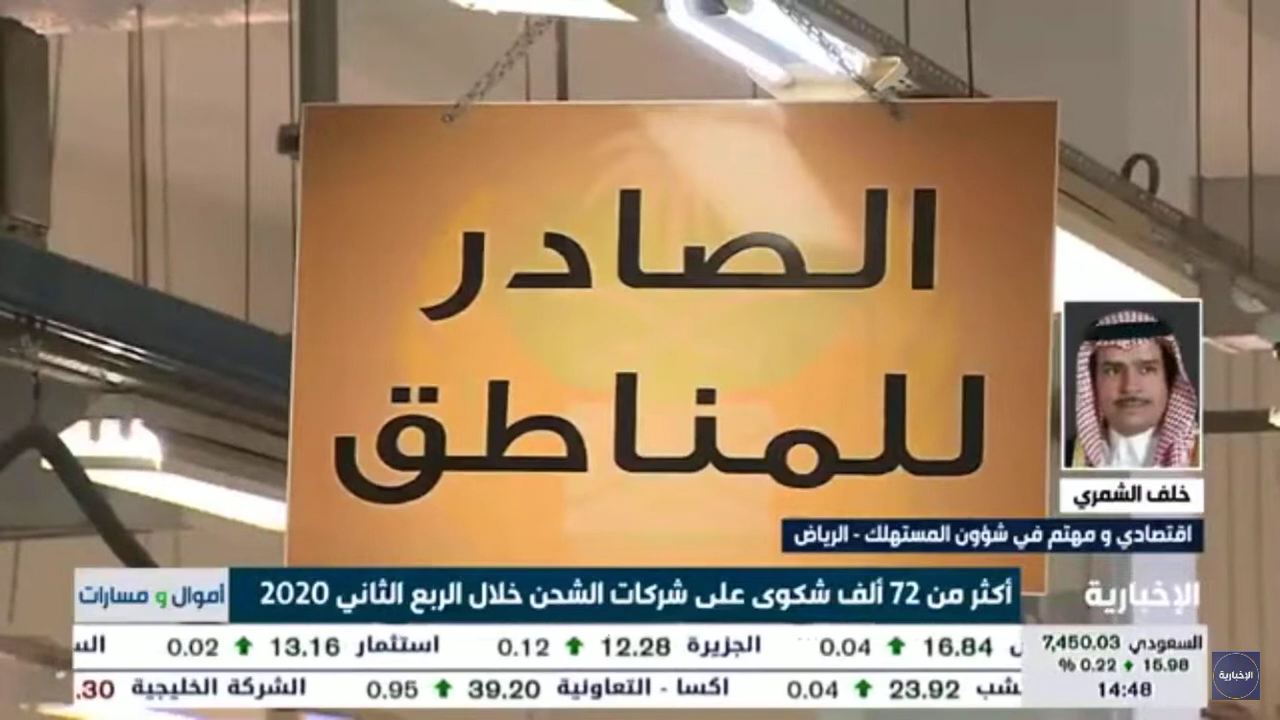 الصادر
للمناطق
خلف الشمري
اقتصادي و مهتم في شؤون المستهلك - الرياض
الإخبارية
أكثر من 72 ألف شكوى على شركات الشحن خلال الربع الثاني 2020
أموال و مسارات
السعودي 7,450.03
% 0.22 15.98
14:48
16.84 0.04 الجزيرة 12.28 0.12 استثمار 13.16 0.02
23.92 0.04 اكسا - التعاونية 39.20 0.95 الشركة الخليجية .30
الإخبارية